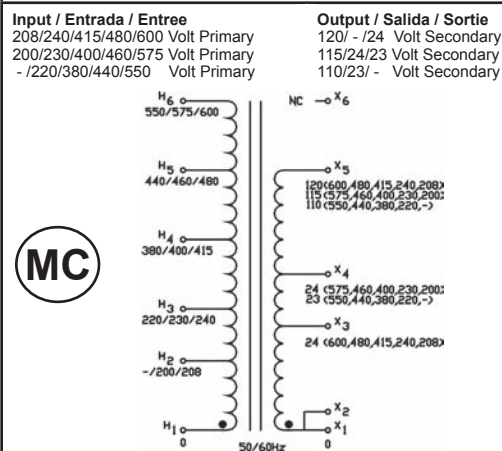 Input / Entrada / Entree
208/240/415/480/600 Volt Primary
200/230/400/460/575 Volt Primary
- /220/380/440/550 Volt Primary
Output / Salida / Sortie
120/ - /24 Volt Secondary
115/24/23 Volt Secondary
110/23/ - Volt Secondary
H6
550/575/600
NC X6
H5
440/460/480
X5
120(600,480,415,240,208)
115(575,460,400,230,200)
110(550,440,380,220,-)
H4
380/400/415
MC
X4
24 (575,460,400,230,200)
23 (550,440,380,220,-)
H3
220/230/240
X3
24 (600,480,415,240,208)
H2
-/200/208
X2
H1
0
X1
0
50/60Hz